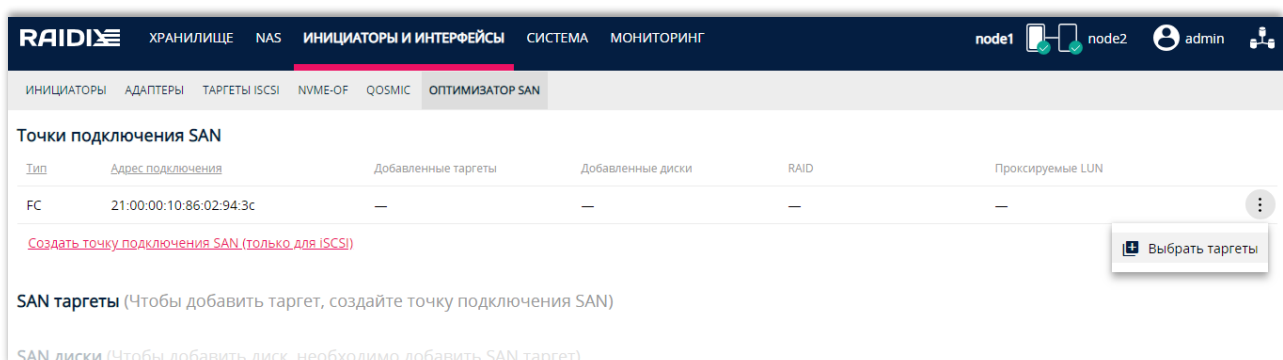 RAIDIX ХРАНИЛИЩЕ NAS ИНИЦИАТОРЫ И ИНТЕРФЕЙСЫ СИСТЕМА МОНИТОРИНГ node1 node2 admin
ИНИЦИАТОРЫ АДАПТЕРЫ ТАРГЕТЫ ISCSI NVME-OF QOSMIC ОПТИМИЗАТОР SAN
Точки подключения SAN
Тип Адрес подключения Добавленные таргеты Добавленные диски RAID Проксируемые LUN
FC 21:00:00:10:86:02:94:3c — — — —
Создать точку подключения SAN (только для iSCSI)
Выбрать таргеты
SAN таргеты (Чтобы добавить таргет, создайте точку подключения SAN)
SAN диски (Чтобы добавить диск, необходимо добавить SAN таргет)